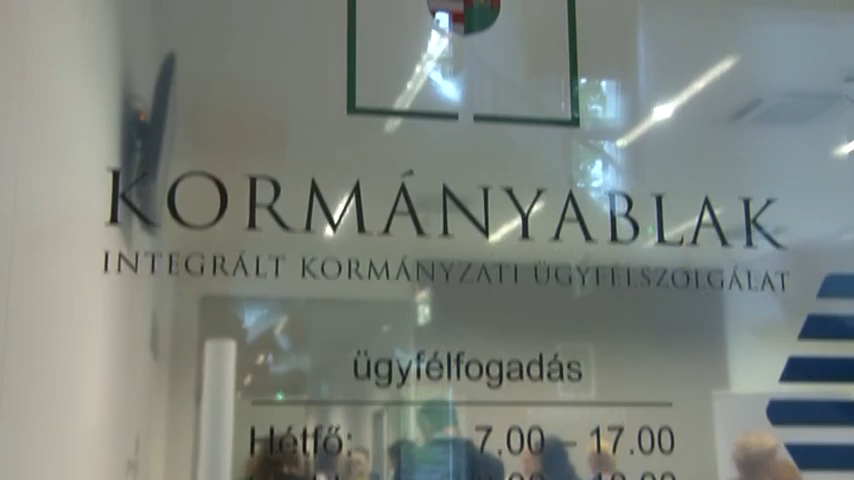 KORMÁNYABLAK
INTEGRÁLT KORMÁNYZATI ÜGYFÉLSZOLGÁLAT
ügyfélfogadás
Hétfő: 7.00 – 17.00